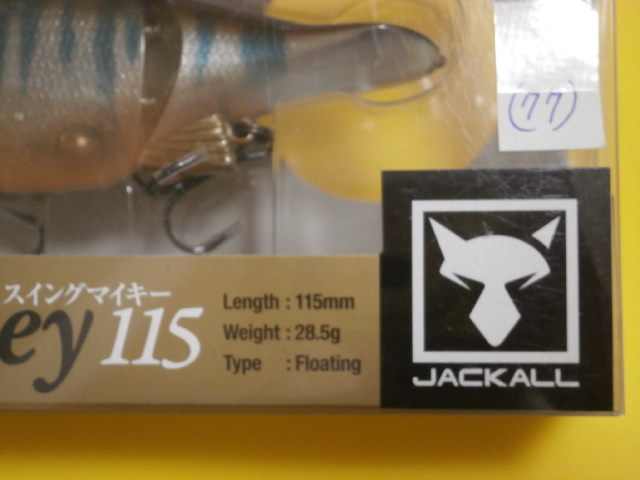 (77)
スイングマイキー
ey 115
Length : 115mm
Weight : 28.5g
Type : Floating
JACKALL